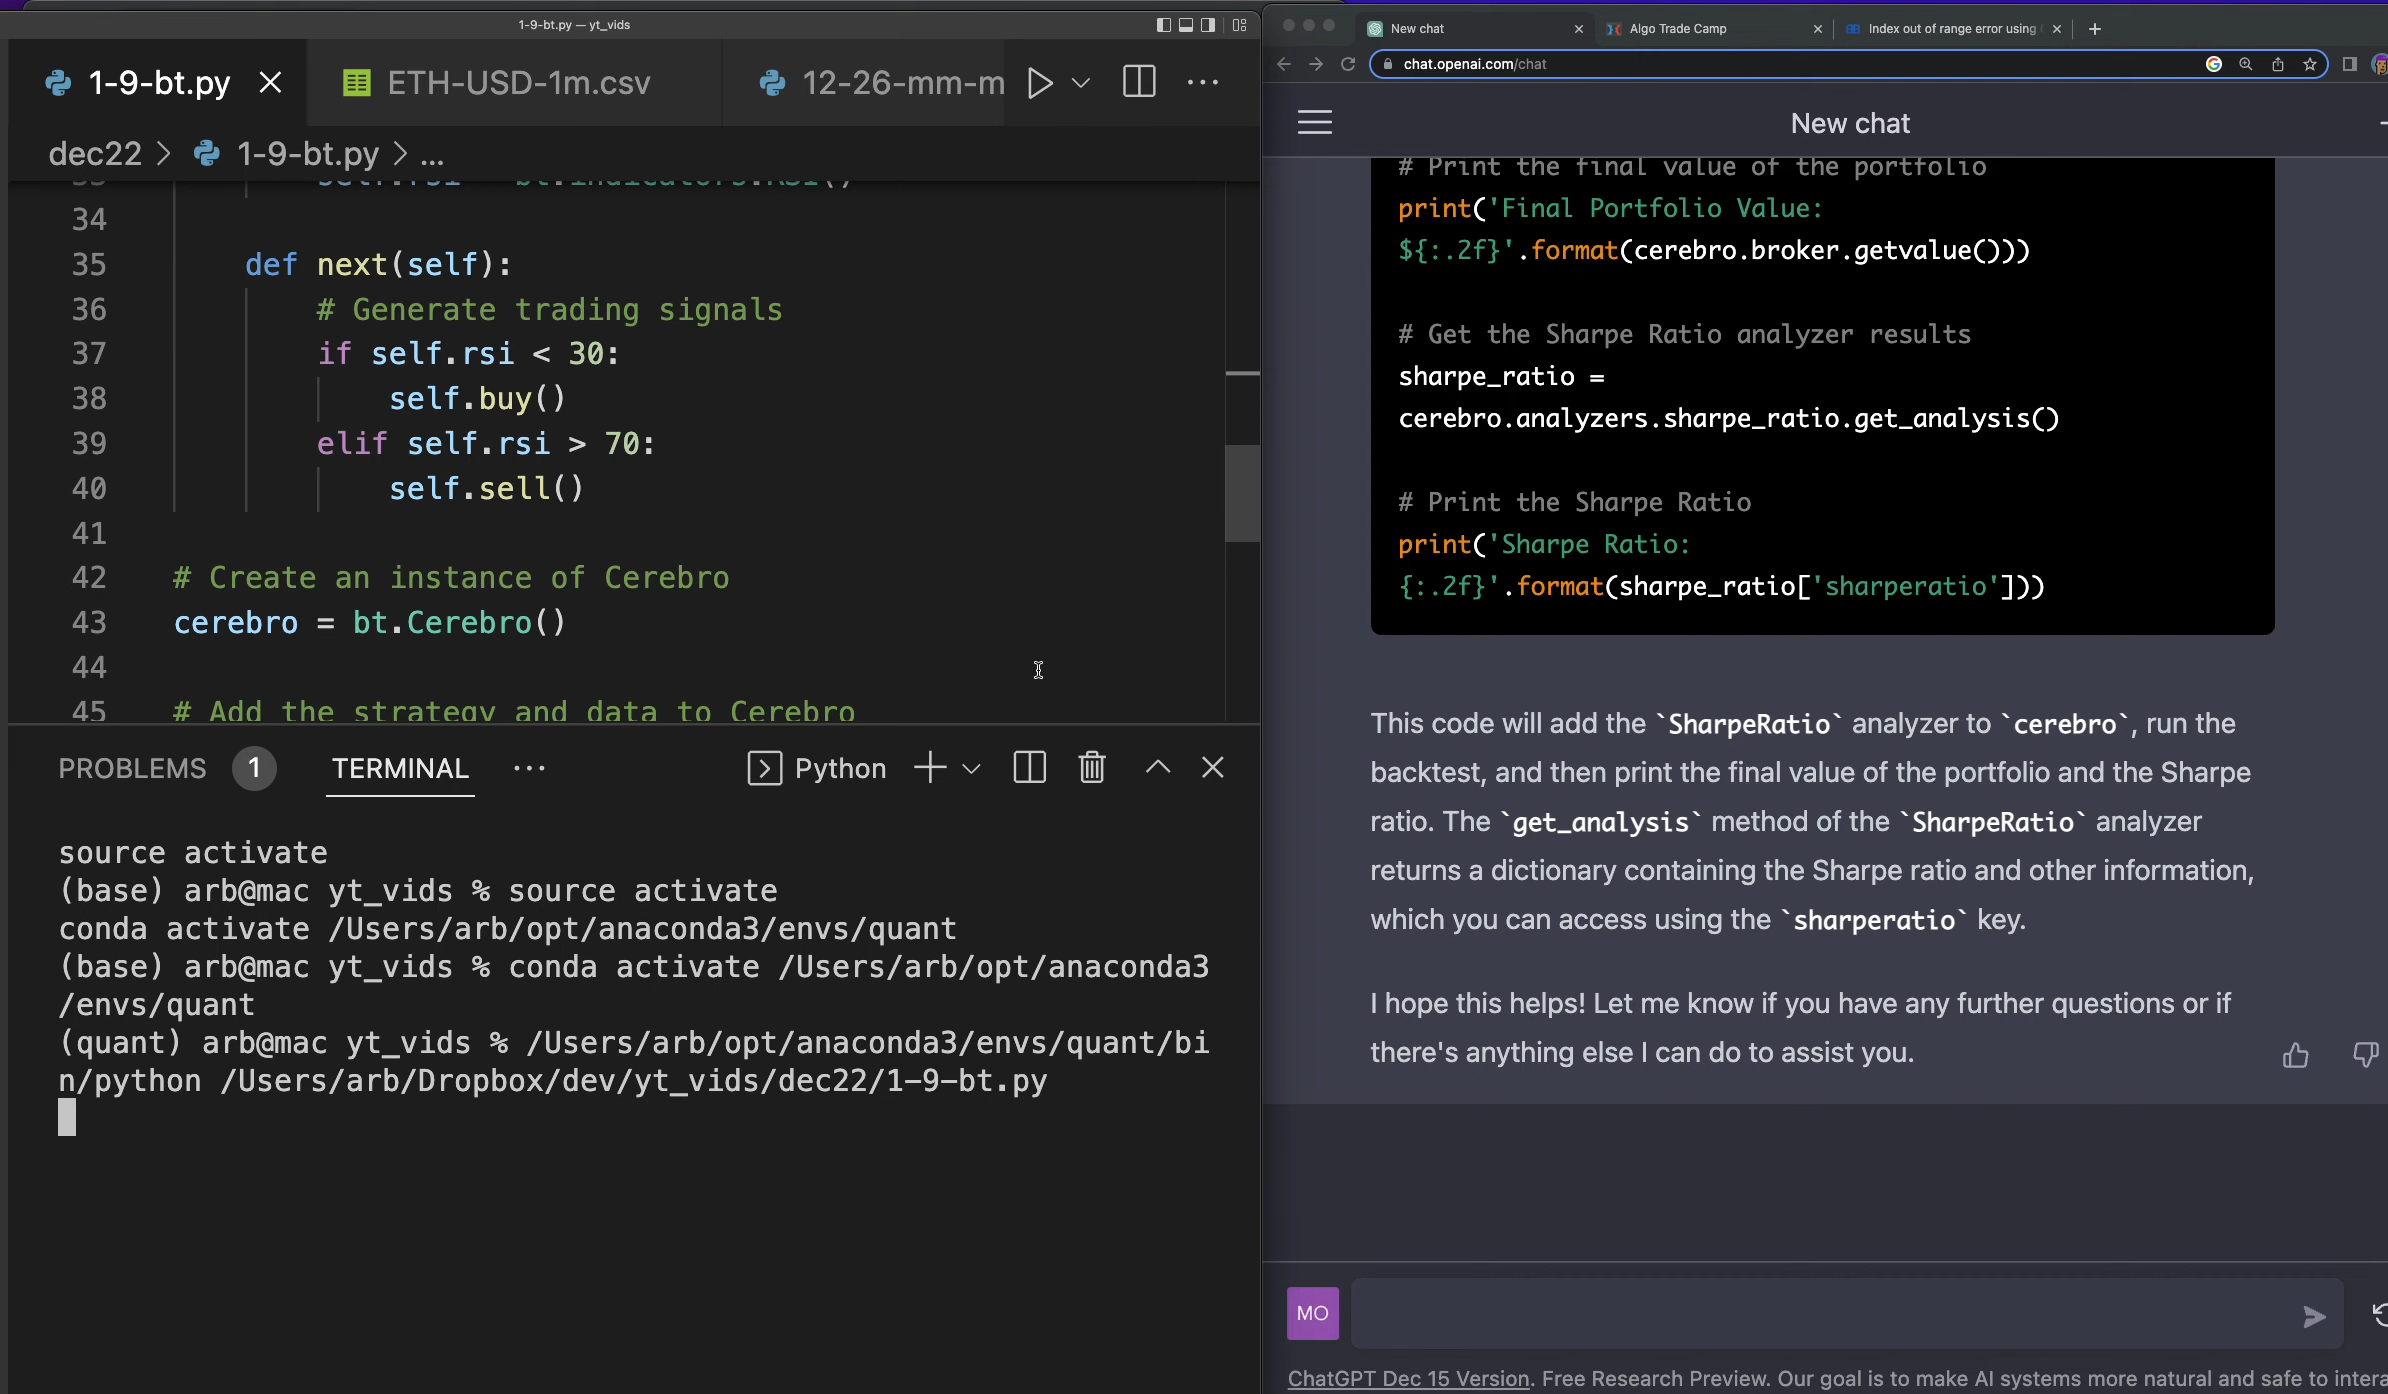 1-9-bt.py — yt_vids
1-9-bt.py
ETH-USD-1m.csv
12-26-mm-m
dec22 > 1-9-bt.py > ...
34
35 def next(self):
36 # Generate trading signals
37 if self.rsi < 30:
38 self.buy()
39 elif self.rsi > 70:
40 self.sell()
41
42 # Create an instance of Cerebro
43 cerebro = bt.Cerebro()
44
45 # Add the strategy and data to Cerebro
PROBLEMS 1 TERMINAL ... Python
source activate
(base) arb@mac yt_vids % source activate
conda activate /Users/arb/opt/anaconda3/envs/quant
(base) arb@mac yt_vids % conda activate /Users/arb/opt/anaconda3
/envs/quant
(quant) arb@mac yt_vids % /Users/arb/opt/anaconda3/envs/quant/bi
n/python /Users/arb/Dropbox/dev/yt_vids/dec22/1-9-bt.py
New chat
Algo Trade Camp
Index out of range error using
chat.openai.com/chat
New chat
# Print the final value of the portfolio
print('Final Portfolio Value:
${:.2f}'.format(cerebro.broker.getvalue()))
# Get the Sharpe Ratio analyzer results
sharpe_ratio =
cerebro.analyzers.sharpe_ratio.get_analysis()
# Print the Sharpe Ratio
print('Sharpe Ratio:
{:.2f}'.format(sharpe_ratio['sharperatio']))
This code will add the `SharpeRatio` analyzer to `cerebro`, run the
backtest, and then print the final value of the portfolio and the Sharpe
ratio. The `get_analysis` method of the `SharpeRatio` analyzer
returns a dictionary containing the Sharpe ratio and other information,
which you can access using the `sharperatio` key.
I hope this helps! Let me know if you have any further questions or if
there's anything else I can do to assist you.
MO
ChatGPT Dec 15 Version. Free Research Preview. Our goal is to make AI systems more natural and safe to intera